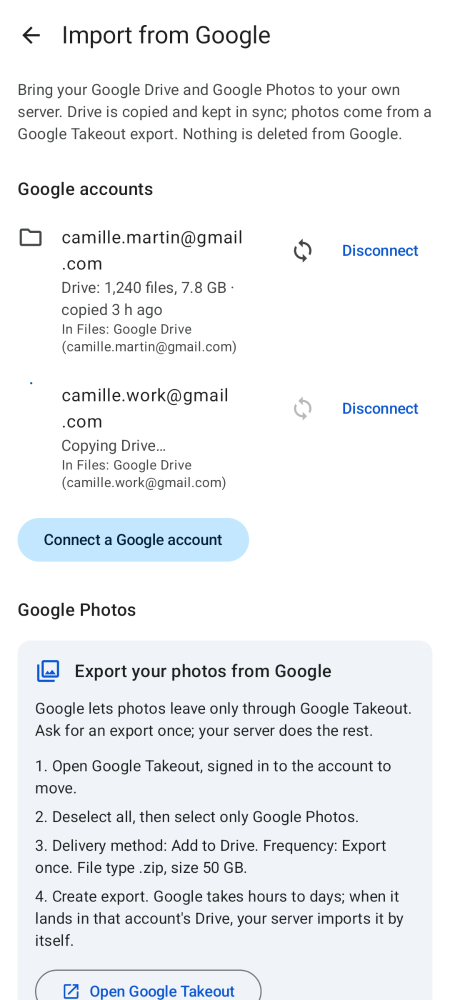 Import from Google
Bring your Google Drive and Google Photos to your own
server. Drive is copied and kept in sync; photos come from a
Google Takeout export. Nothing is deleted from Google.
Google accounts
camille.martin@gmail
.com
Drive: 1,240 files, 7.8 GB ·
copied 3 h ago
In Files: Google Drive
(camille.martin@gmail.com)
Disconnect
camille.work@gmail
.com
Copying Drive…
In Files: Google Drive
(camille.work@gmail.com)
Disconnect
Connect a Google account
Google Photos
Export your photos from Google
Google lets photos leave only through Google Takeout.
Ask for an export once; your server does the rest.
1. Open Google Takeout, signed in to the account to
move.
2. Deselect all, then select only Google Photos.
3. Delivery method: Add to Drive. Frequency: Export
once. File type .zip, size 50 GB.
4. Create export. Google takes hours to days; when it
lands in that account's Drive, your server imports it by
itself.
Open Google Takeout